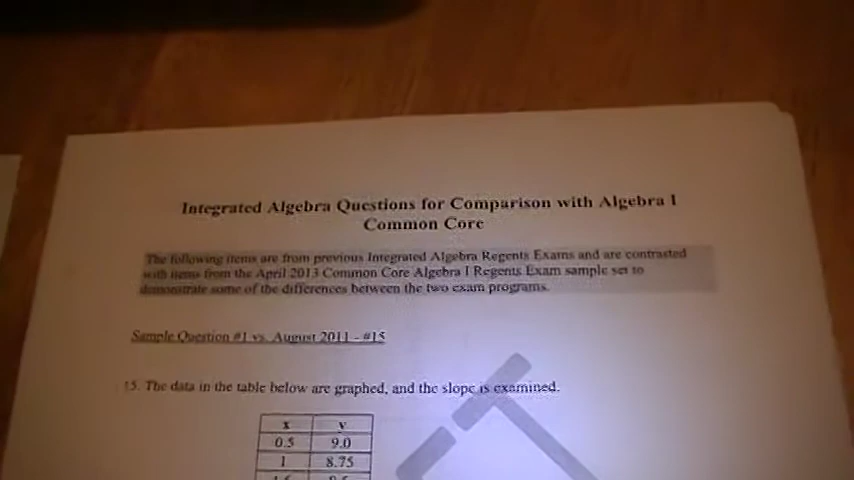 Integrated Algebra Questions for Comparison with Algebra I
Common Core
The following items are from previous Integrated Algebra Regents Exams and are contrasted
with items from the April 2013 Common Core Algebra I Regents Exam sample set to
demonstrate some of the differences between the two exam programs.
Sample Question #1 vs. August 2011 - #15
15. The data in the table below are graphed, and the slope is examined.
x y
0.5 9.0
1 8.75